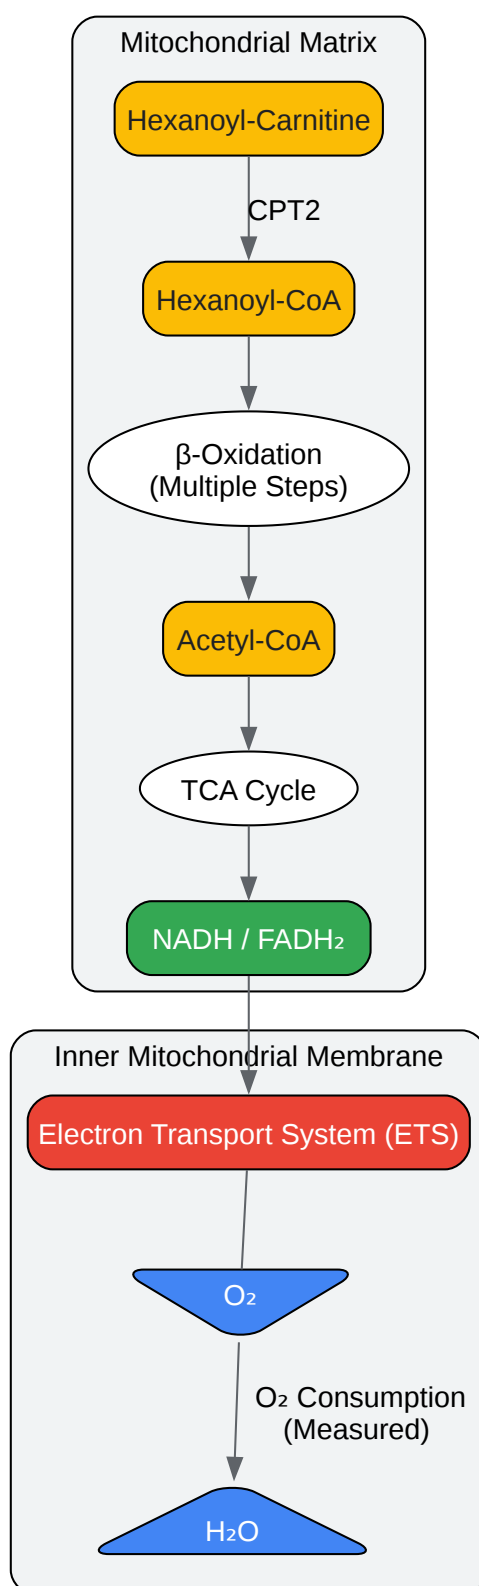 Mitochondrial Matrix
Hexanoyl-Carnitine
CPT2
Hexanoyl-CoA
β-Oxidation
(Multiple Steps)
Acetyl-CoA
TCA Cycle
NADH / FADH₂
Inner Mitochondrial Membrane
Electron Transport System (ETS)
O₂
O₂ Consumption
(Measured)
H₂O